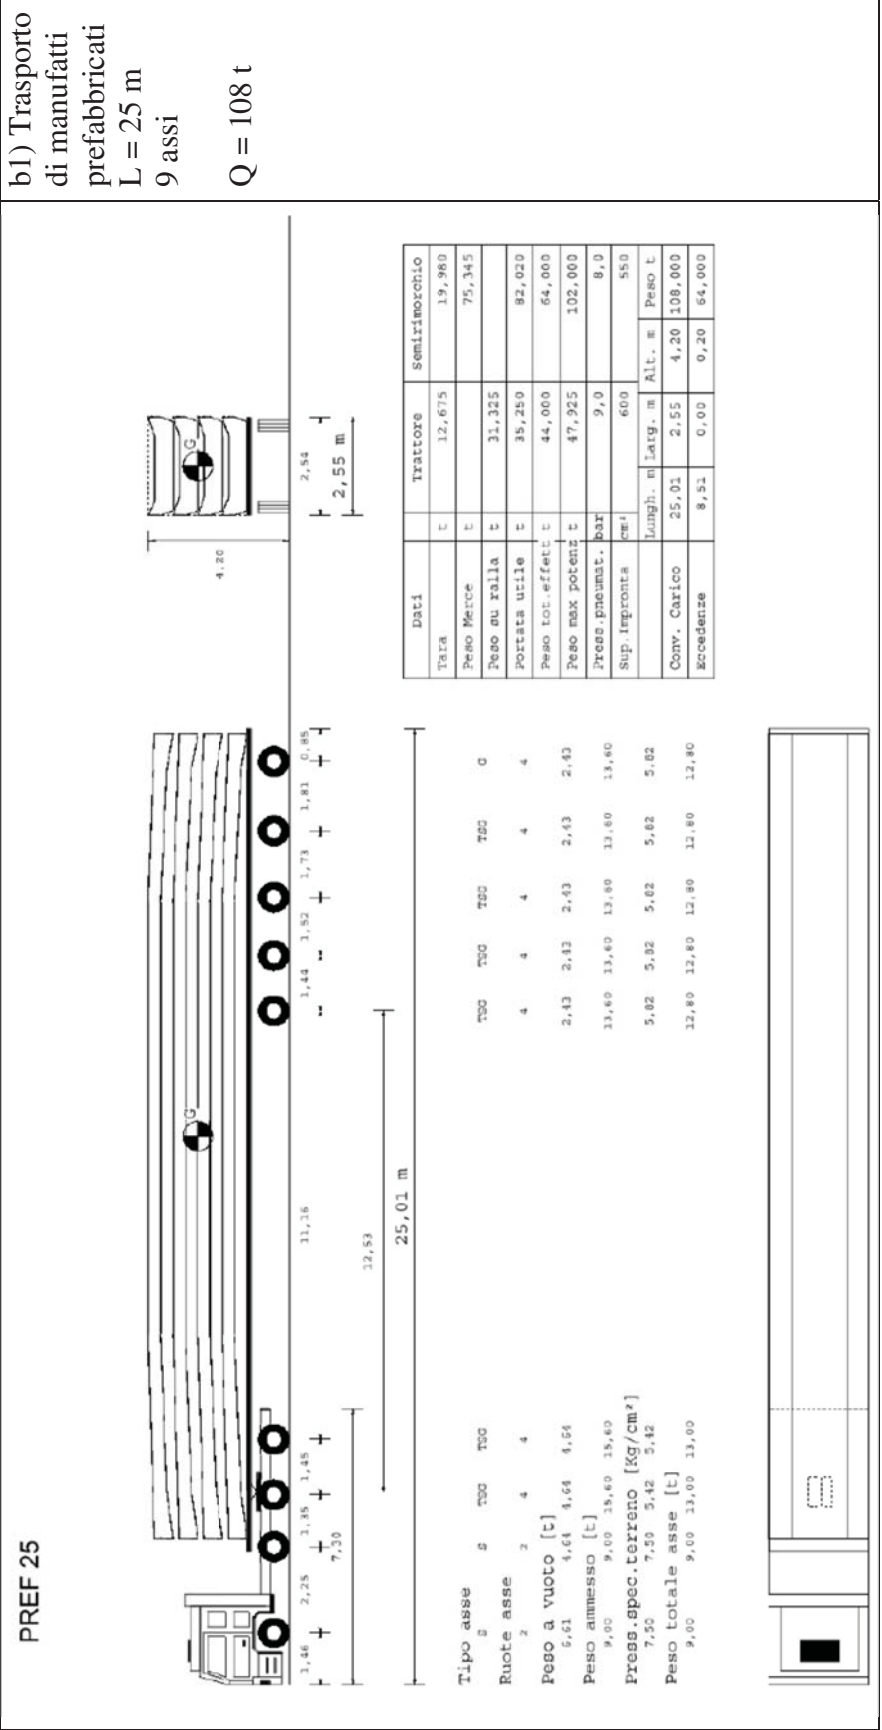 PREF 25
b1) Trasporto
di manufatti
prefabbricati
L = 25 m
9 assi
Q = 108 t
G
G
4,20
2,54
2,55 m
1,46 2,25 1,35 1,45 11,16 1,44 1,52 1,73 1,81 0,85
7,30
12,53
25,01 m
Tipo asse
S S TSG TSG TSG TSG TSG TSG G
Ruote asse
2 2 4 4 4 4 4 4 4
Peso a vuoto [t]
6,61 4,64 4,64 4,64 2,43 2,43 2,43 2,43 2,43
Peso ammesso [t]
9,00 9,00 15,60 15,60 13,60 13,60 13,60 13,60 13,60
Press.spec.terreno [Kg/cm²]
7,50 7,50 5,42 5,42 5,82 5,82 5,82 5,82 5,82
Peso totale asse [t]
9,00 9,00 13,00 13,00 12,80 12,80 12,80 12,80 12,80
Dati Trattore Semirimorchio
Tara t 12,675 19,980
Peso Merce t 75,345
Peso su ralla t 31,325
Portata utile t 35,250 82,020
Peso tot.effett t 44,000 64,000
Peso max potenz t 47,925 102,000
Press.pneumat. bar 9,0 8,0
Sup.Impronta cm² 600 550
Lungh. m Larg. m Alt. m Peso t
Conv. Carico 25,01 2,55 4,20 108,000
Eccedenze 8,51 0,00 0,20 64,000